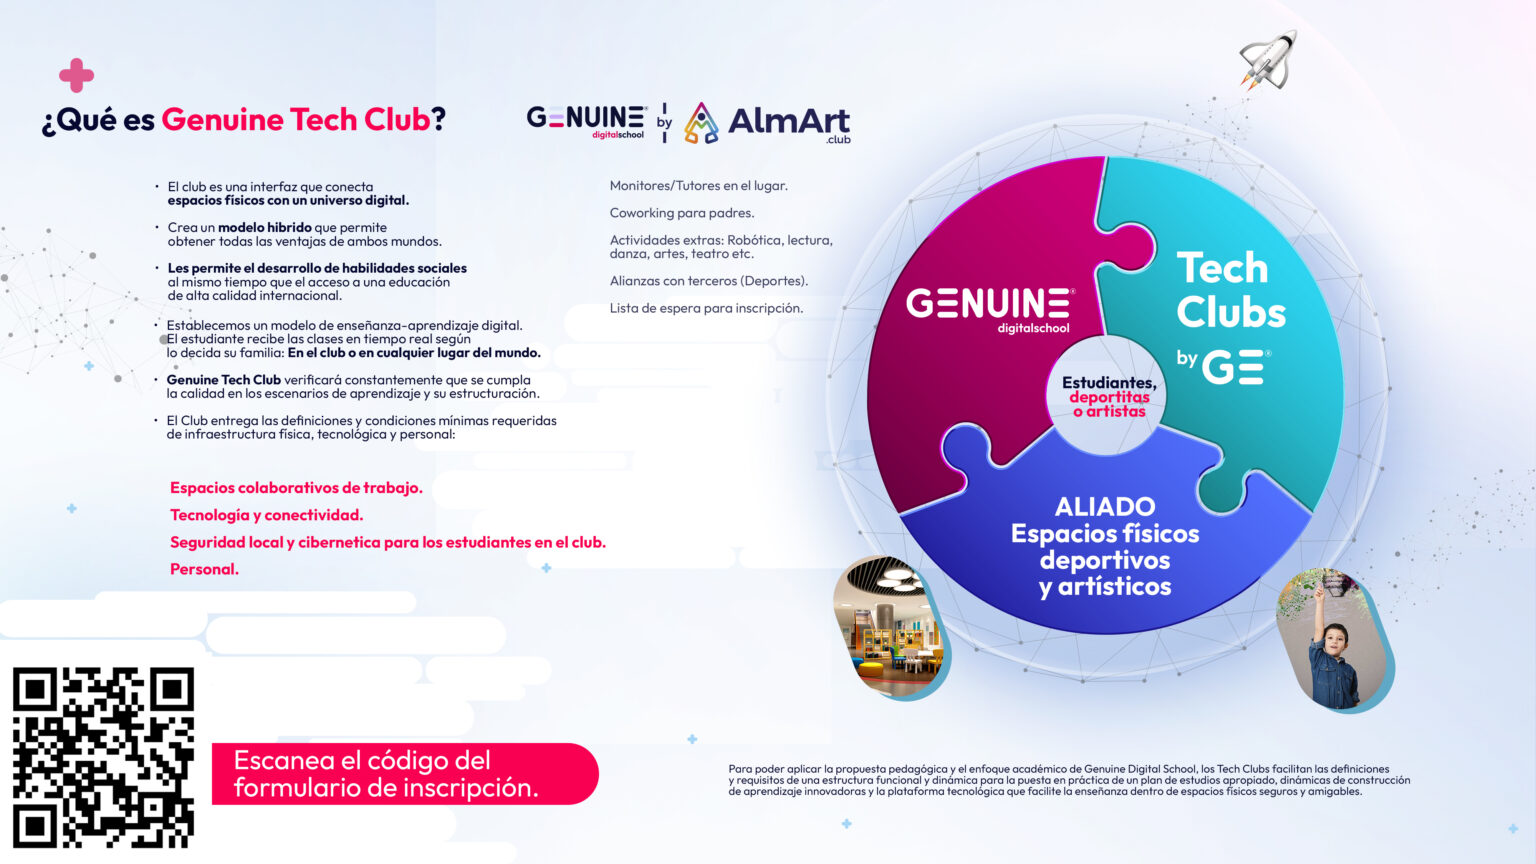 ¿Qué es Genuine Tech Club?
GENUINE®
digitalschool
by
AlmArt
.club
• El club es una interfaz que conecta
espacios físicos con un universo digital.
• Crea un modelo hibrido que permite
obtener todas las ventajas de ambos mundos.
• Les permite el desarrollo de habilidades sociales
al mismo tiempo que el acceso a una educación
de alta calidad internacional.
• Establecemos un modelo de enseñanza-aprendizaje digital.
El estudiante recibe las clases en tiempo real según
lo decida su familia: En el club o en cualquier lugar del mundo.
• Genuine Tech Club verificará constantemente que se cumpla
la calidad en los escenarios de aprendizaje y su estructuración.
• El Club entrega las definiciones y condiciones mínimas requeridas
de infraestructura física, tecnológica y personal:
Espacios colaborativos de trabajo.
Tecnología y conectividad.
Seguridad local y cibernetica para los estudiantes en el club.
Personal.
Monitores/Tutores en el lugar.
Coworking para padres.
Actividades extras: Robótica, lectura,
danza, artes, teatro etc.
Alianzas con terceros (Deportes).
Lista de espera para inscripción.
GENUINE®
digitalschool
Tech
Clubs
by GE®
Estudiantes,
deportitas
o artistas
ALIADO
Espacios físicos
deportivos
y artísticos
Escanea el código del
formulario de inscripción.
Para poder aplicar la propuesta pedagógica y el enfoque académico de Genuine Digital School, los Tech Clubs facilitan las definiciones
y requisitos de una estructura funcional y dinámica para la puesta en práctica de un plan de estudios apropiado, dinámicas de construcción
de aprendizaje innovadoras y la plataforma tecnológica que facilite la enseñanza dentro de espacios físicos seguros y amigables.